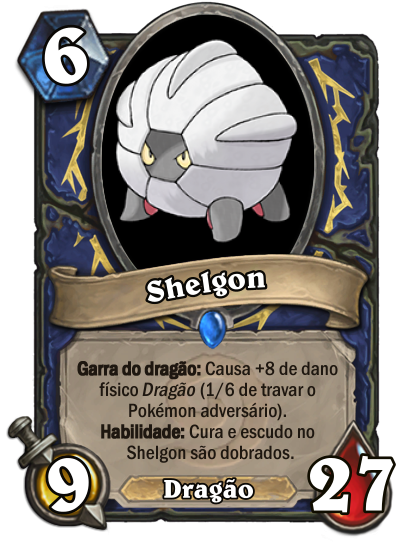 6
Shelgon
Garra do dragão: Causa +8 de dano
físico Dragão (1/6 de travar o
Pokémon adversário).
Habilidade: Cura e escudo no
Shelgon são dobrados.
9
Dragão
27